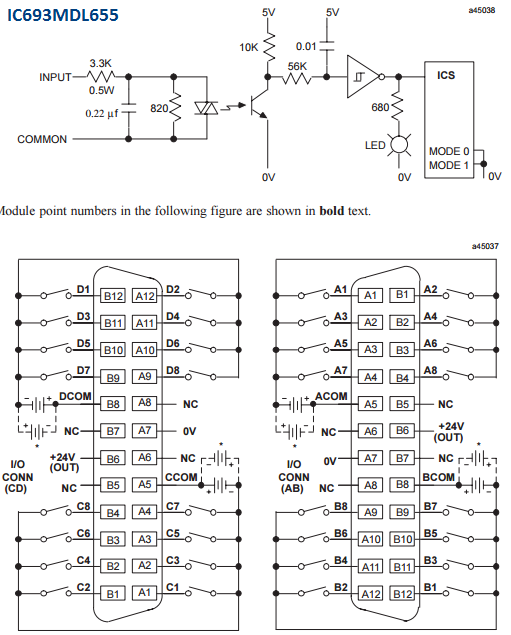 IC693MDL655
a45038
5V
5V
10K
0.01
3.3K
56K
INPUT
ICS
0.5W
0.22 µf
820
680
LED
COMMON
MODE 0
MODE 1
0V
0V
0V
Module point numbers in the following figure are shown in bold text.
a45037
D1 B12 A12 D2
A1 A1 B1 A2
D3 B11 A11 D4
A3 A2 B2 A4
D5 B10 A10 D6
A5 A3 B3 A6
D7 B9 A9 D8
A7 A4 B4 A8
- + DCOM B8 A8 NC
- + ACOM A5 B5 NC
+ - NC B7 A7 0V
+ - NC A6 B6 +24V
(OUT)
* *
* *
I/O
CONN
(CD)
+24V
(OUT)
B6 A6 NC - +
I/O
CONN
(AB)
0V A7 B7 NC - +
NC B5 A5 CCOM + -
NC A8 B8 BCOM + -
C8 B4 A4 C7
B8 A9 B9 B7
C6 B3 A3 C5
B6 A10 B10 B5
C4 B2 A2 C3
B4 A11 B11 B3
C2 B1 A1 C1
B2 A12 B12 B1